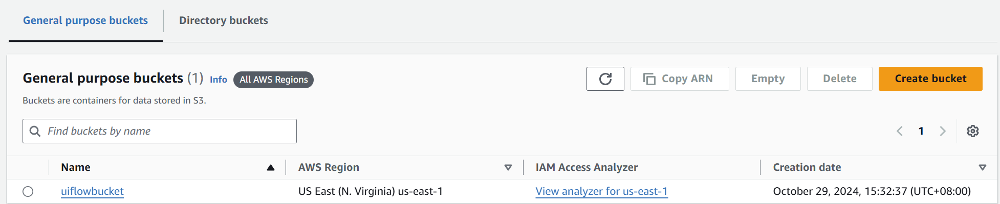 General purpose buckets Directory buckets
General purpose buckets (1) Info All AWS Regions Copy ARN Empty Delete Create bucket
Buckets are containers for data stored in S3.
Find buckets by name 1
Name AWS Region IAM Access Analyzer Creation date
uiflowbucket US East (N. Virginia) us-east-1 View analyzer for us-east-1 October 29, 2024, 15:32:37 (UTC+08:00)